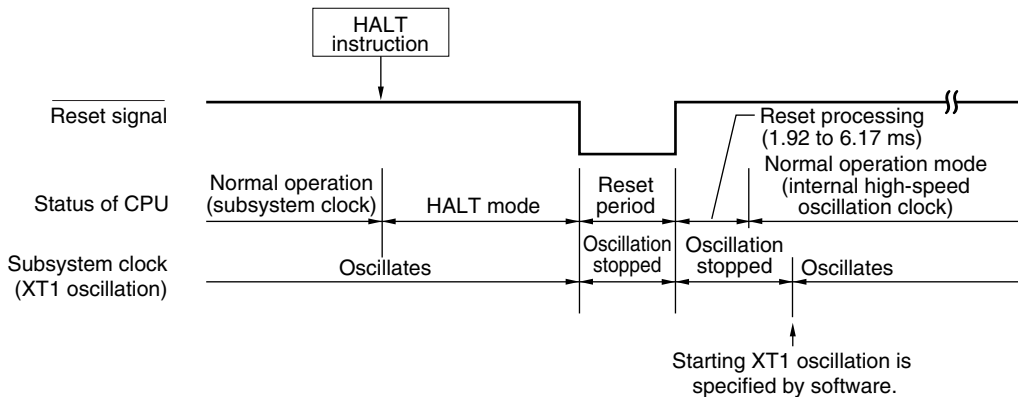 HALT
instruction
Reset signal
Reset processing
(1.92 to 6.17 ms)
Status of CPU
Normal operation
(subsystem clock)
HALT mode
Reset
period
Normal operation mode
(internal high-speed
oscillation clock)
Subsystem clock
(XT1 oscillation)
Oscillates
Oscillation
stopped
Oscillation
stopped
Oscillates
Starting XT1 oscillation is
specified by software.